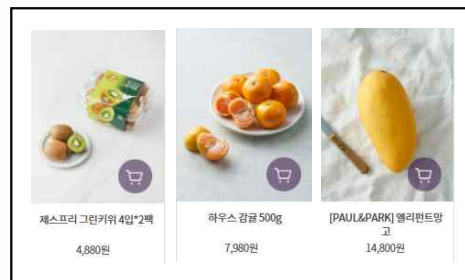 제스프리 그린키위 4입*2팩
4,880원
하우스 감귤 500g
7,980원
[PAUL&PARK] 엘리펀트망
고
14,800원